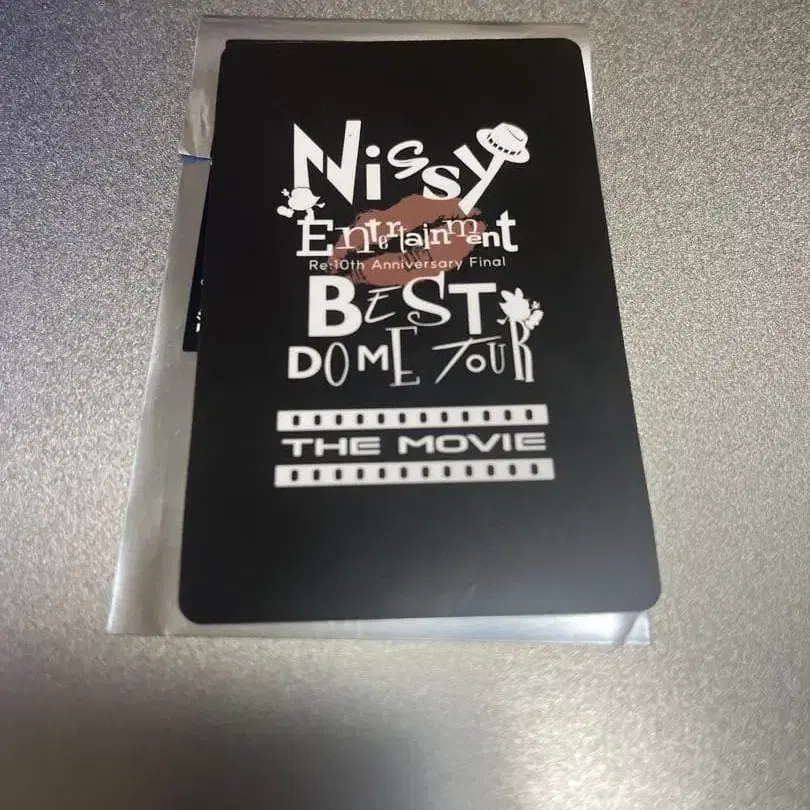 Nissy
Entertainment
Re:10th Anniversary Final
BEST
DOME TOUR
THE MOVIE